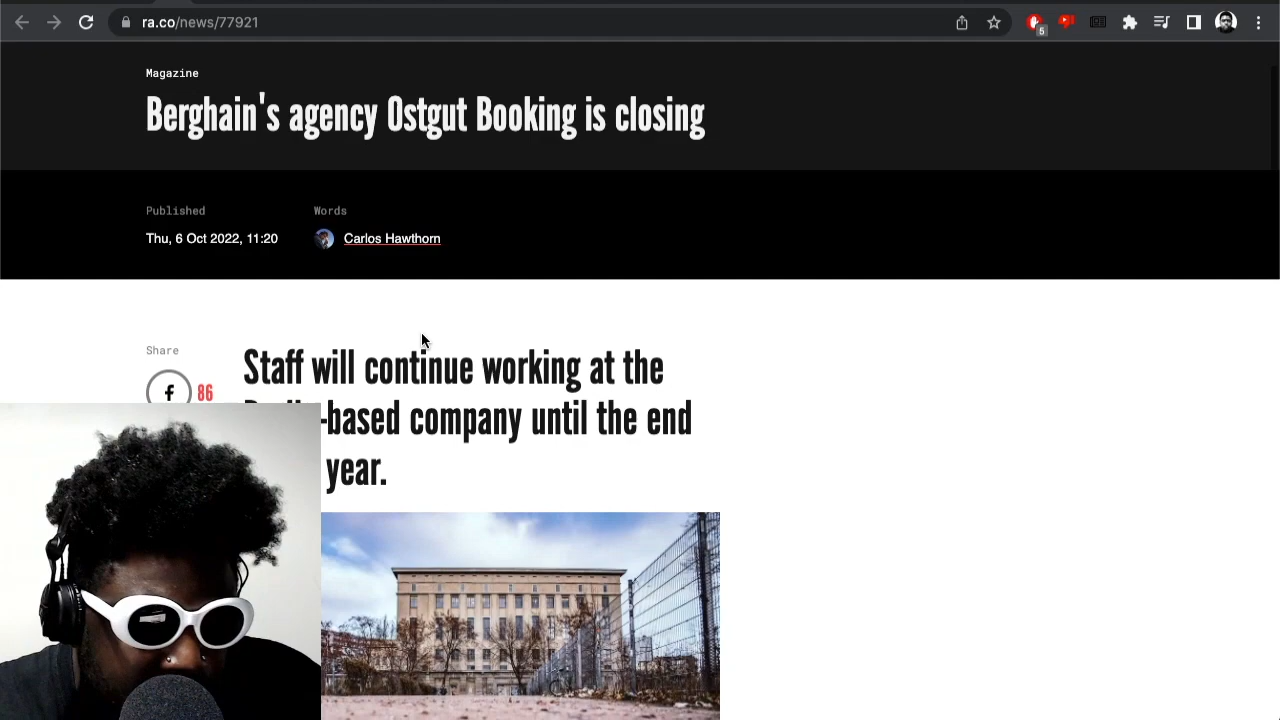 ra.co/news/77921
5
Magazine
Berghain's agency Ostgut Booking is closing
Published
Words
Thu, 6 Oct 2022, 11:20
Carlos Hawthorn
Share
86
Staff will continue working at the
-based company until the end
year.